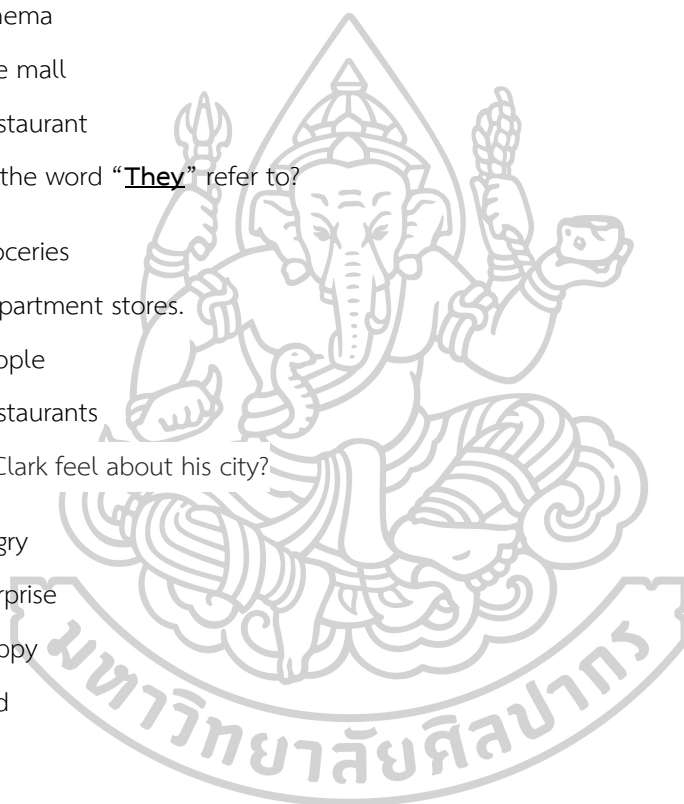 nema
e mall
staurant
the word “They” refer to?
oceries
partment stores.
ople
staurants
Clark feel about his city?
gry
rprise
ppy
d
มหาวิทยาลัยศิลปากร